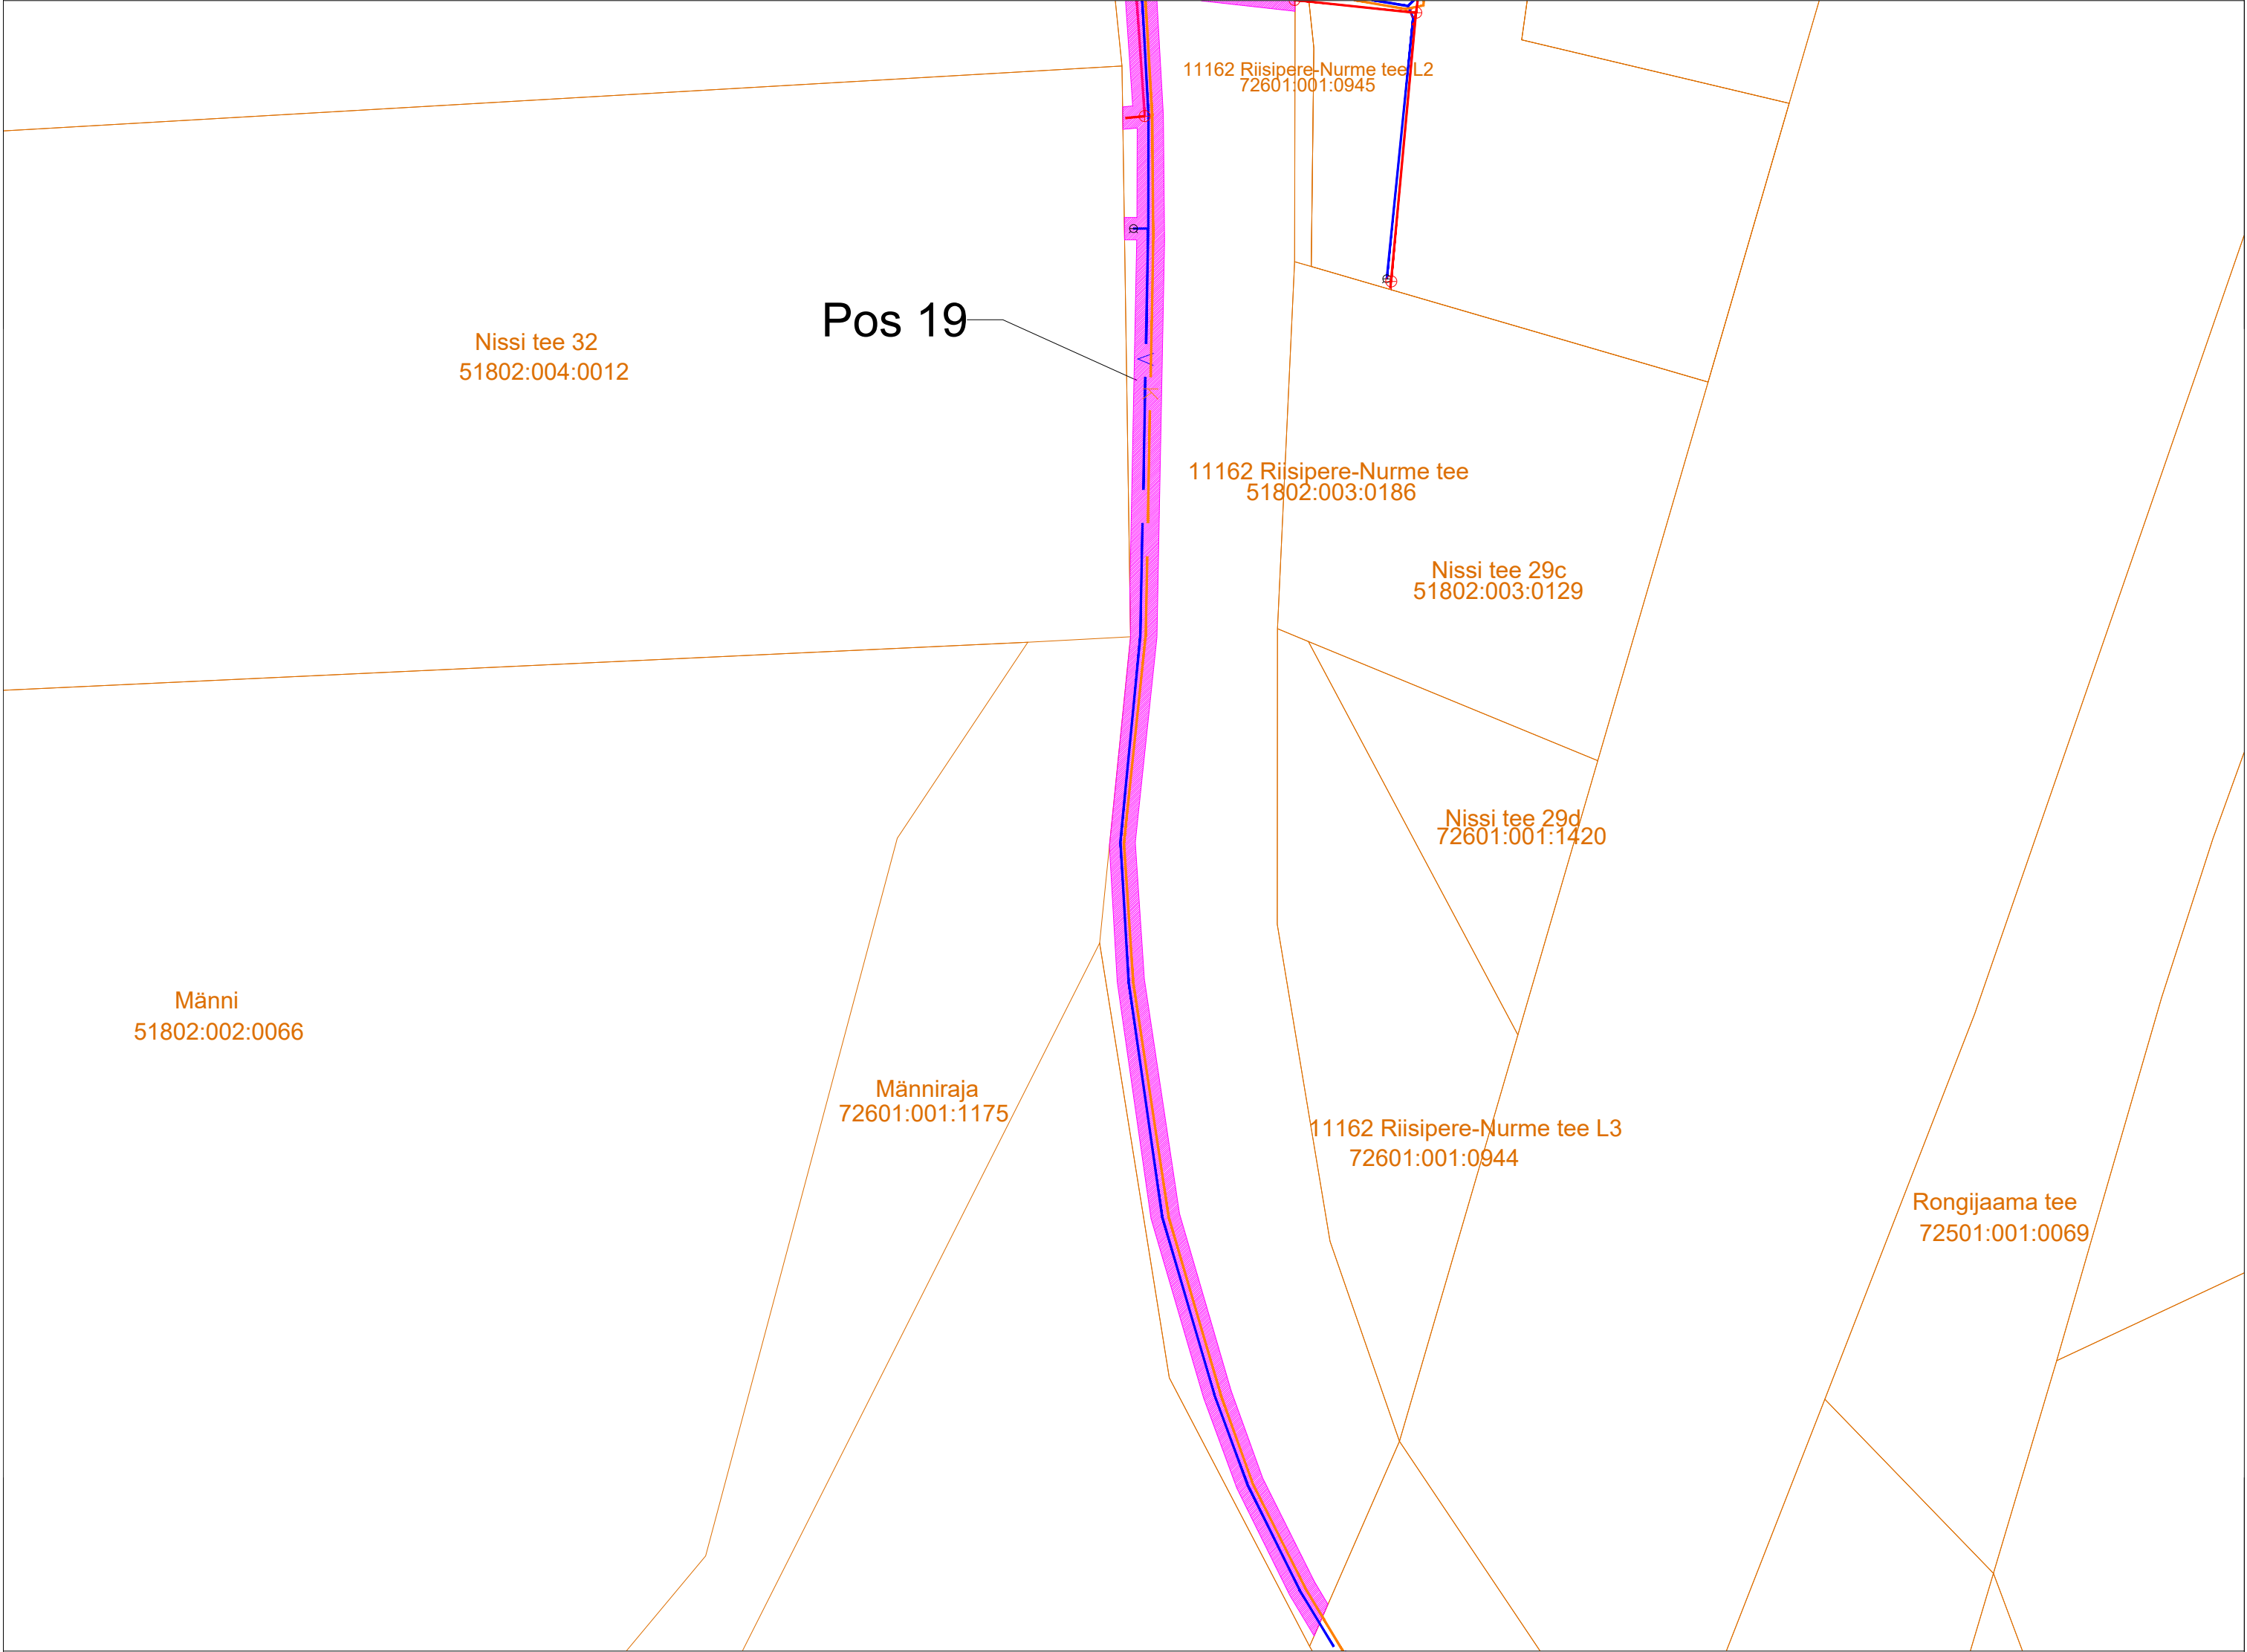 11162 Riisipere-Nurme tee L2
72601:001:0945
Pos 19
Nissi tee 32
51802:004:0012
V
K
11162 Riisipere-Nurme tee
51802:003:0186
Nissi tee 29c
51802:003:0129
Nissi tee 29d
72601:001:1420
Männi
51802:002:0066
Männiraja
72601:001:1175
11162 Riisipere-Nurme tee L3
72601:001:0944
Rongijaama tee
72501:001:0069